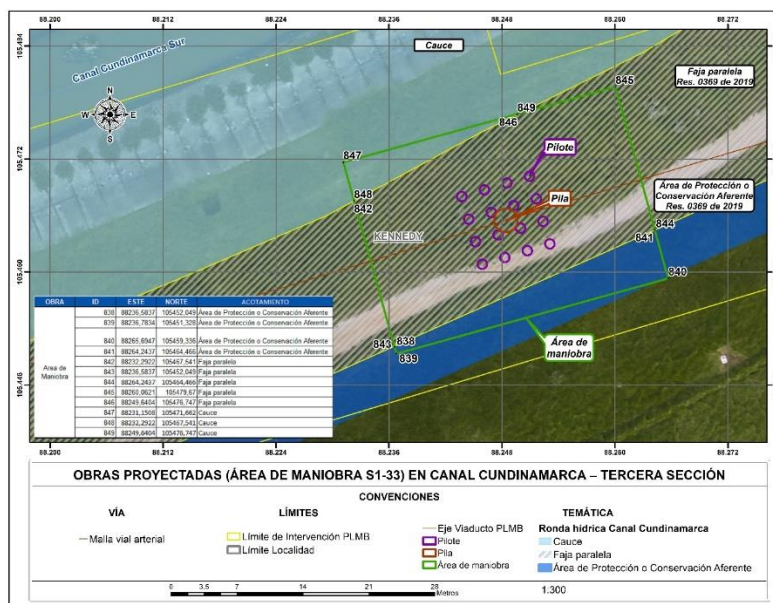 88.200 88.212 88.224 88.236 88.248 88.260 88.272
105.484
105.472
105.460
105.448
Canal Cundinamarca Sur
Cauce
Faja paralela
Res. 0369 de 2019
N
W E
S
845
849
846
847
Pilote
848
842
Pila
Área de Protección o
Conservación Aferente
Res. 0369 de 2019
KENNEDY
844
841
840
843 838
839
Área de
maniobra
OBRA ID ESTE NORTE ACOTAMIENTO
Area de
Maniobra
838 88236,5837 105452,049 Área de Protección o Conservación Aferente
839 88236,7834 105451,328 Área de Protección o Conservación Aferente
840 88265,6947 105459,336 Área de Protección o Conservación Aferente
841 88264,2437 105464,466 Área de Protección o Conservación Aferente
842 88232,2922 105467,541 Faja paralela
843 88236,5837 105452,049 Faja paralela
844 88264,2437 105464,466 Faja paralela
845 88260,0621 105479,67 Faja paralela
846 88249,6404 105476,747 Faja paralela
847 88231,1508 105471,662 Cauce
848 88232,2922 105467,541 Cauce
849 88249,6404 105476,747 Cauce
88.200 88.212 88.224 88.236 88.248 88.260 88.272
OBRAS PROYECTADAS (ÁREA DE MANIOBRA S1-33) EN CANAL CUNDINAMARCA – TERCERA SECCIÓN
CONVENCIONES
VÍA LÍMITES TEMÁTICA
Malla vial arterial
Límite de Intervención PLMB
Límite Localidad
Eje Viaducto PLMB
Pilote
Pila
Área de maniobra
Ronda hídrica Canal Cundinamarca
Cauce
Faja paralela
Área de Protección o Conservación Aferente
0 3,5 7 14 21 28
Metros
1:300